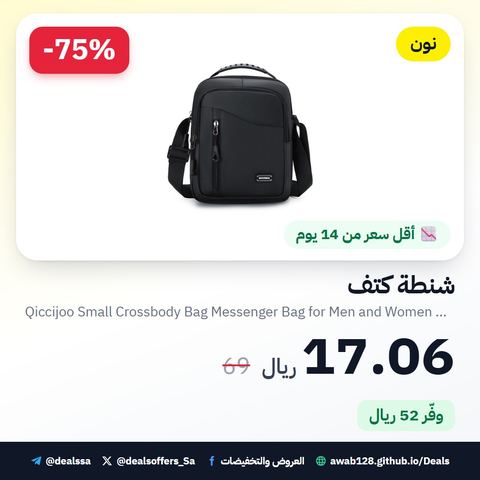 -75%
نون
أقل سعر من 14 يوم
شنطة كتف
Qiccijoo Small Crossbody Bag Messenger Bag for Men and Women ...
17.06 ريال 69
وفّر 52 ريال
@dealssa @dealsoffers_Sa العروض والتخفيضات awab128.github.io/Deals